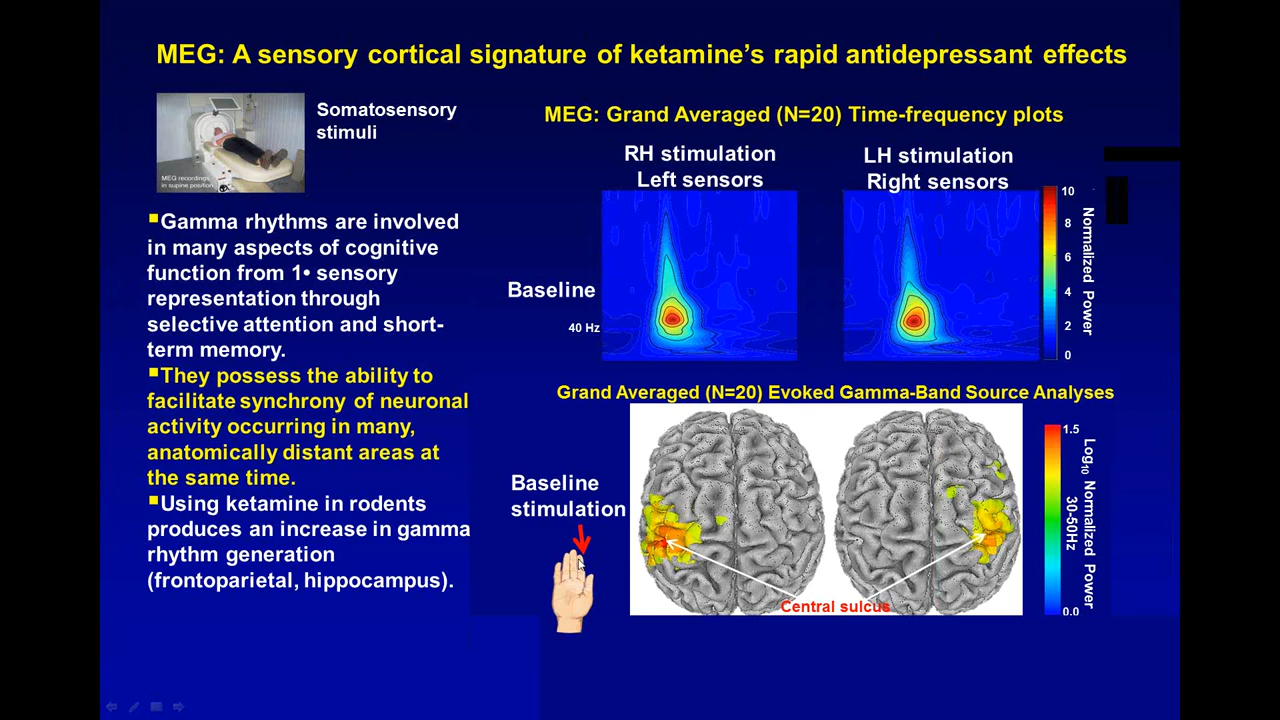 MEG: A sensory cortical signature of ketamine's rapid antidepressant effects
Somatosensory
stimuli
MEG recordings
in supine position
▪Gamma rhythms are involved
in many aspects of cognitive
function from 1• sensory
representation through
selective attention and short-
term memory.
▪They possess the ability to
facilitate synchrony of neuronal
activity occurring in many,
anatomically distant areas at
the same time.
▪Using ketamine in rodents
produces an increase in gamma
rhythm generation
(frontoparietal, hippocampus).
MEG: Grand Averaged (N=20) Time-frequency plots
RH stimulation
Left sensors
LH stimulation
Right sensors
Baseline
40 Hz
10
8
6
4
2
0
Normalized Power
Grand Averaged (N=20) Evoked Gamma-Band Source Analyses
Baseline
stimulation
Central sulcus
1.5
0.0
Log10 Normalized Power
30-50Hz